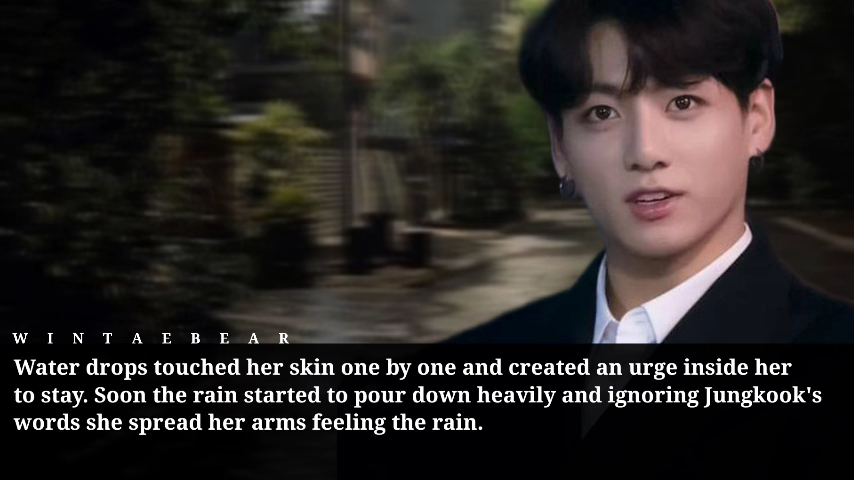 W I N T A E B E A R
Water drops touched her skin one by one and created an urge inside her
to stay. Soon the rain started to pour down heavily and ignoring Jungkook's
words she spread her arms feeling the rain.